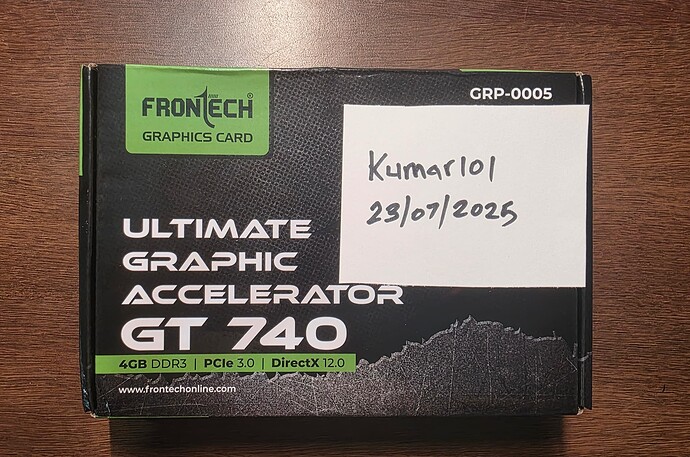 FRONTECH®
GRAPHICS CARD
GRP-0005
Kumar101
23/07/2025
ULTIMATE
GRAPHIC
ACCELERATOR
GT 740
4GB DDR3 | PCIe 3.0 | DirectX 12.0
www.frontechonline.com